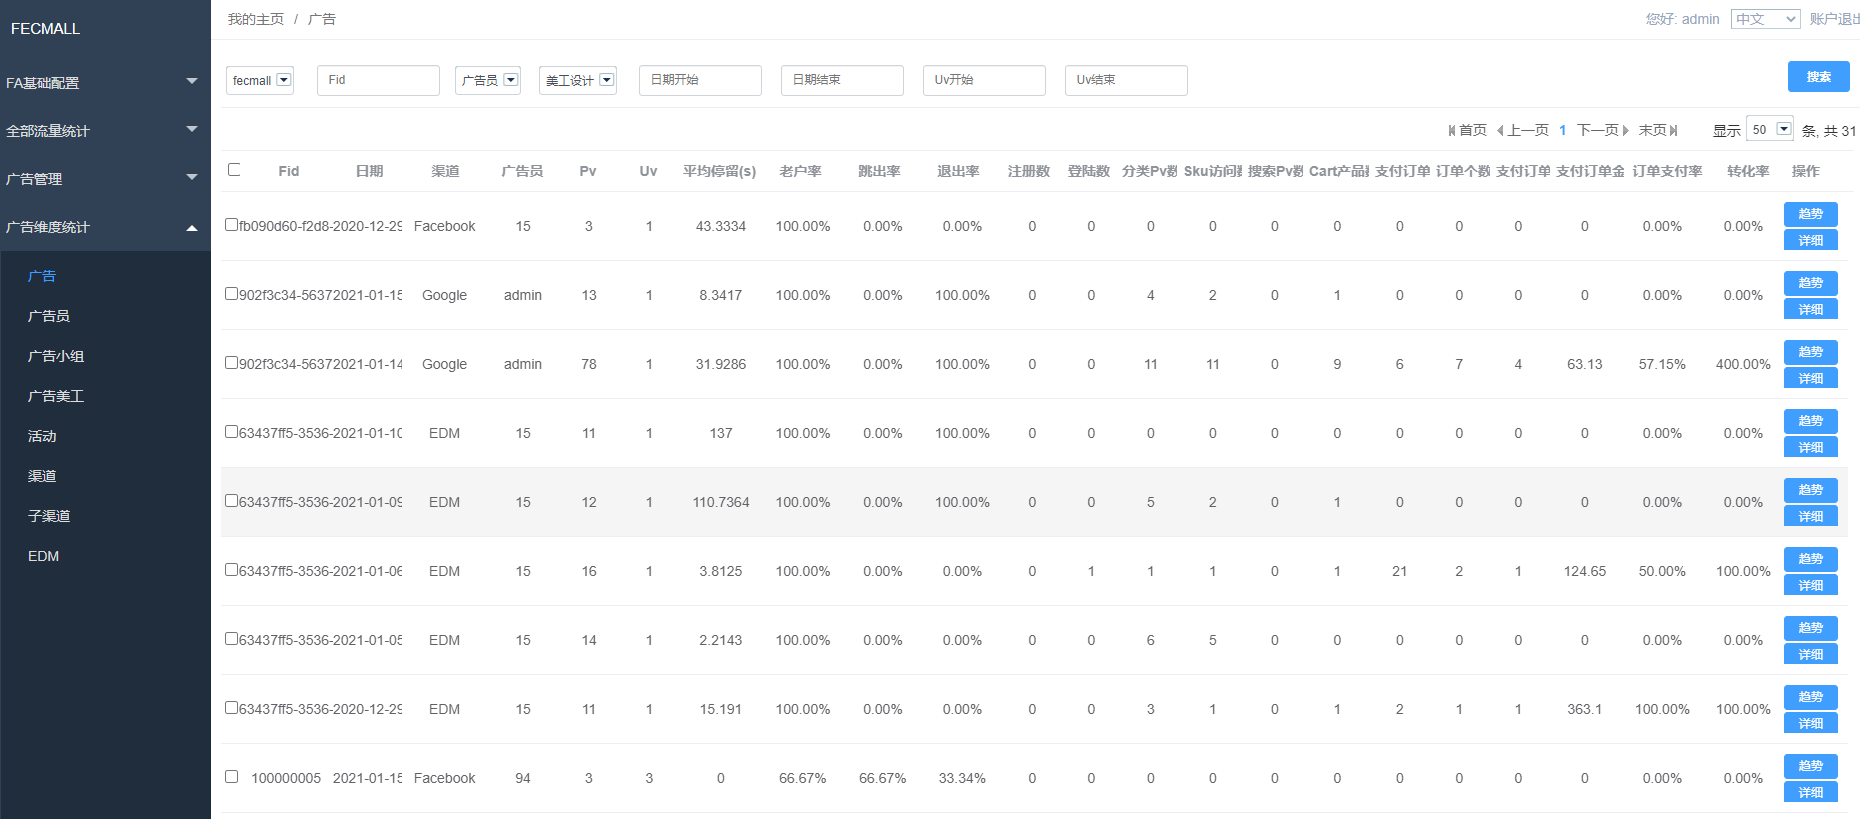 FECMALL
FA基础配置
全部流量统计
广告管理
广告维度统计
广告
广告员
广告小组
广告美工
活动
渠道
子渠道
EDM
我的主页 / 广告
您好: admin 中文 账户退出
fecmall Fid 广告员 美工设计 日期开始 日期结束 Uv开始 Uv结束 搜索
首页 上一页 1 下一页 末页 显示 50 条, 共 31
Fid 日期 渠道 广告员 Pv Uv 平均停留(s) 老户率 跳出率 退出率 注册数 登陆数 分类Pv数 Sku访问 搜索Pv数 Cart产品 支付订单 订单个数 支付订单 支付订单金 订单支付率 转化率 操作
fb090d60-f2d8- 2020-12-29 Facebook 15 3 1 43.3334 100.00% 0.00% 0.00% 0 0 0 0 0 0 0 0 0 0 0.00% 0.00% 趋势
详细
902f3c34-5637 2021-01-15 Google admin 13 1 8.3417 100.00% 0.00% 100.00% 0 0 4 2 0 1 0 0 0 0 0.00% 0.00% 趋势
详细
902f3c34-5637 2021-01-14 Google admin 78 1 31.9286 100.00% 0.00% 100.00% 0 0 11 11 0 9 6 7 4 63.13 57.15% 400.00% 趋势
详细
63437ff5-3536- 2021-01-10 EDM 15 11 1 137 100.00% 0.00% 100.00% 0 0 0 0 0 0 0 0 0 0 0.00% 0.00% 趋势
详细
63437ff5-3536- 2021-01-09 EDM 15 12 1 110.7364 100.00% 0.00% 100.00% 0 0 5 2 0 1 0 0 0 0 0.00% 0.00% 趋势
详细
63437ff5-3536- 2021-01-06 EDM 15 16 1 3.8125 100.00% 0.00% 0.00% 0 1 1 1 0 1 21 2 1 124.65 50.00% 100.00% 趋势
详细
63437ff5-3536- 2021-01-05 EDM 15 14 1 2.2143 100.00% 0.00% 0.00% 0 0 6 5 0 0 0 0 0 0 0.00% 0.00% 趋势
详细
63437ff5-3536- 2020-12-29 EDM 15 11 1 15.191 100.00% 0.00% 0.00% 0 0 3 1 0 1 2 1 1 363.1 100.00% 100.00% 趋势
详细
100000005 2021-01-15 Facebook 94 3 3 0 66.67% 66.67% 33.34% 0 0 0 0 0 0 0 0 0 0 0.00% 0.00% 趋势
详细